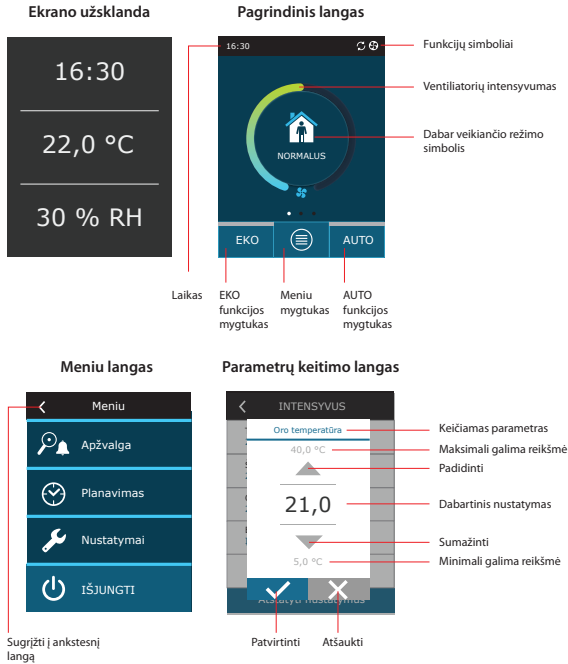 Ekrano užsklanda
16:30
22,0 °C
30 % RH
Pagrindinis langas
16:30
NORMALUS
EKO
AUTO
Funkcijų simboliai
Ventiliatorių intensyvumas
Dabar veikiančio režimo
simbolis
Laikas
EKO
funkcijos
mygtukas
Meniu
mygtukas
AUTO
funkcijos
mygtukas
Meniu langas
Meniu
Apžvalga
Planavimas
Nustatymai
IŠJUNGTI
Sugrįžti į ankstesnį
langą
Parametrų keitimo langas
INTENSYVUS
Oro temperatūra
40,0 °C
21,0
5,0 °C
Atstatyti nustatymus
Keičiamas parametras
Maksimali galima reikšmė
Padidinti
Dabartinis nustatymas
Sumažinti
Minimali galima reikšmė
Patvirtinti
Atšaukti